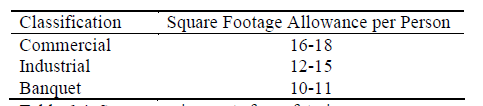 Classification Square Footage Allowance per Person
Commercial 16-18
Industrial 12-15
Banquet 10-11